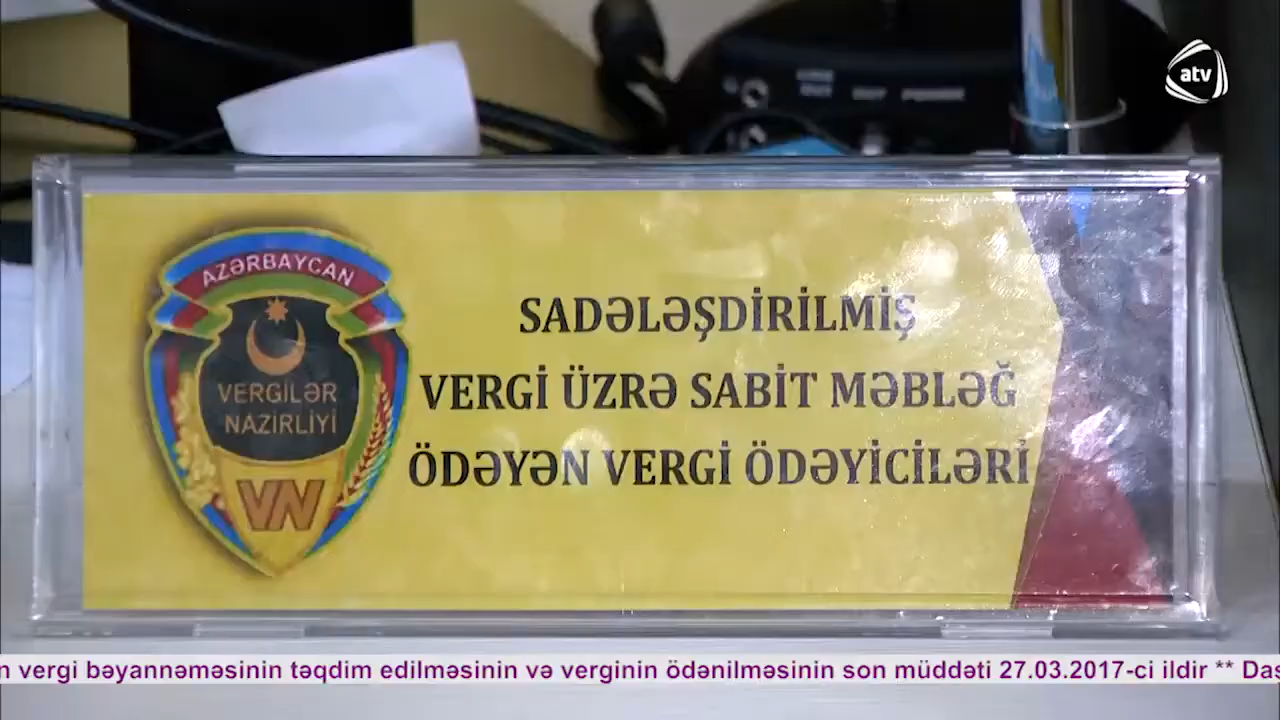 atv
AZƏRBAYCAN
VERGİLƏR
NAZİRLİYİ
VN
SADƏLƏŞDİRİLMİŞ
VERGİ ÜZRƏ SABİT MƏBLƏĞ
ÖDƏYƏN VERGİ ÖDƏYİCİLƏRİ
n vergi bəyannaməsinin təqdim edilməsinin və verginin ödənilməsinin son müddəti 27.03.2017-ci ildir ** Daş